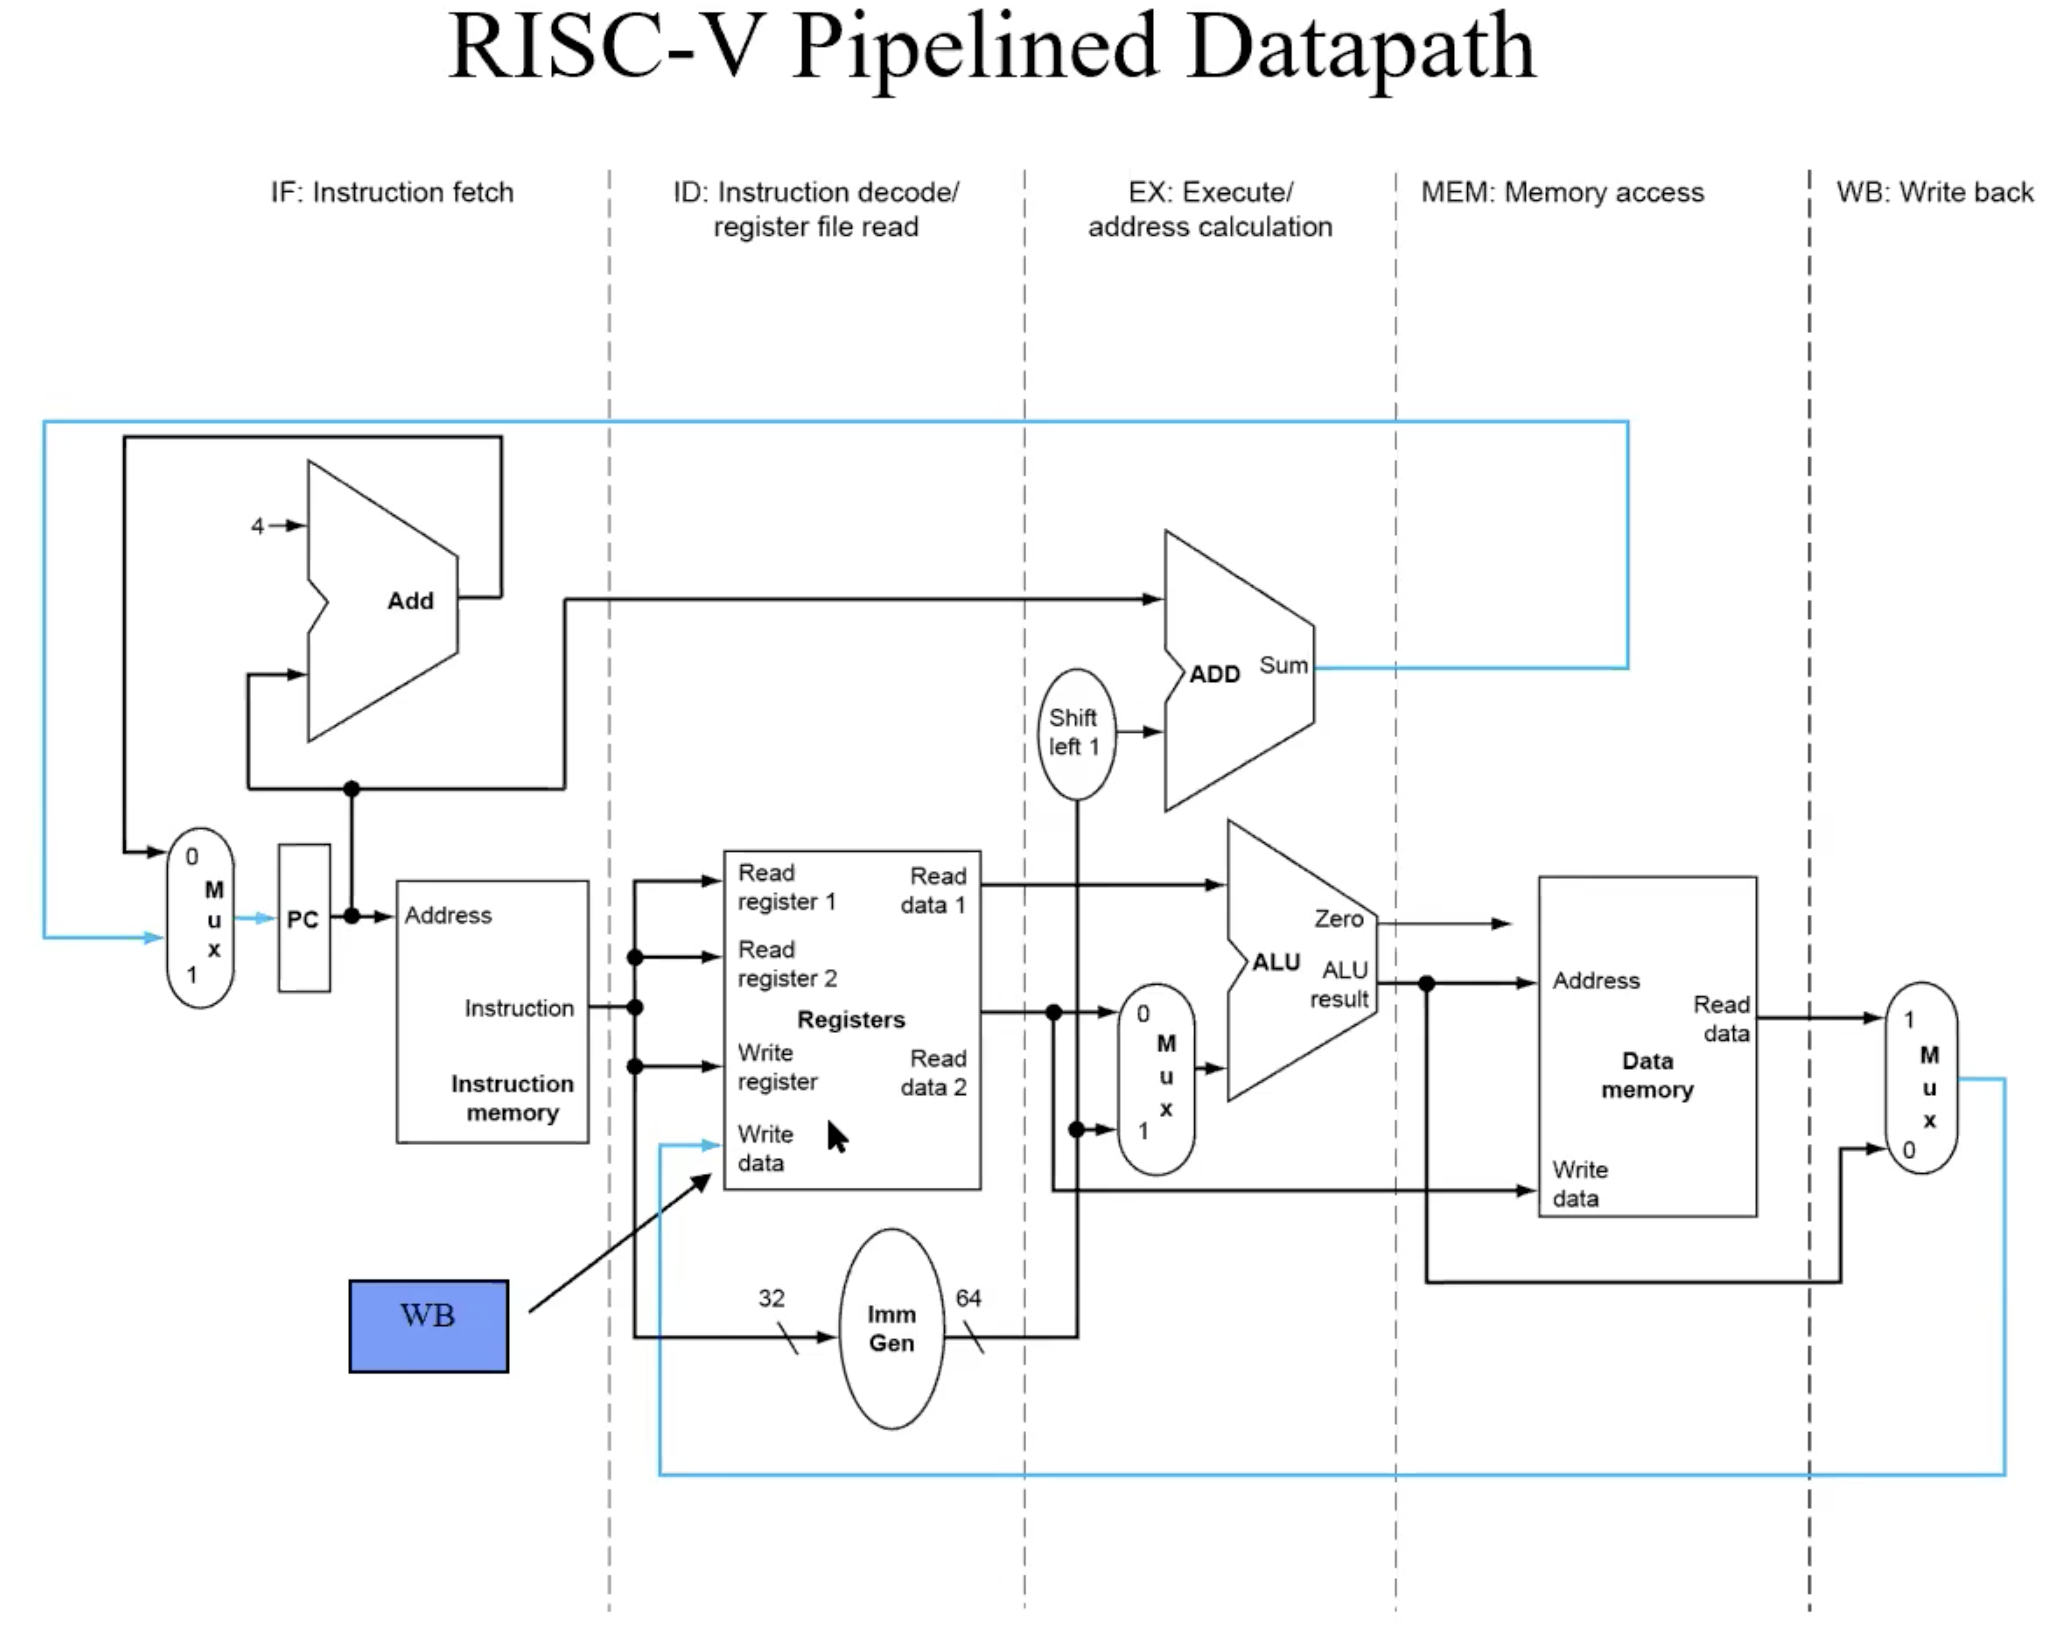 RISC-V Pipelined Datapath
IF: Instruction fetch
ID: Instruction decode/
register file read
EX: Execute/
address calculation
MEM: Memory access
WB: Write back
4
Add
ADD
Sum
Shift
left 1
0
M
u
x
1
PC
Address
Instruction
Instruction
memory
Read
register 1
Read
register 2
Write
register
Write
data
Registers
Read
data 1
Read
data 2
0
M
u
x
1
Zero
ALU
ALU
result
Address
Write
data
Read
data
Data
memory
1
M
u
x
0
WB
32
Imm
Gen
64